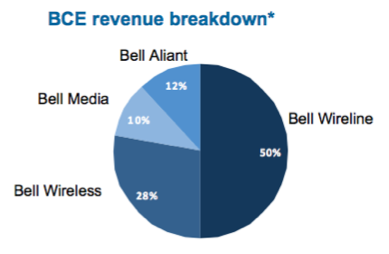 BCE revenue breakdown*
Bell Aliant
12%
Bell Media
10%
Bell Wireline
50%
Bell Wireless
28%